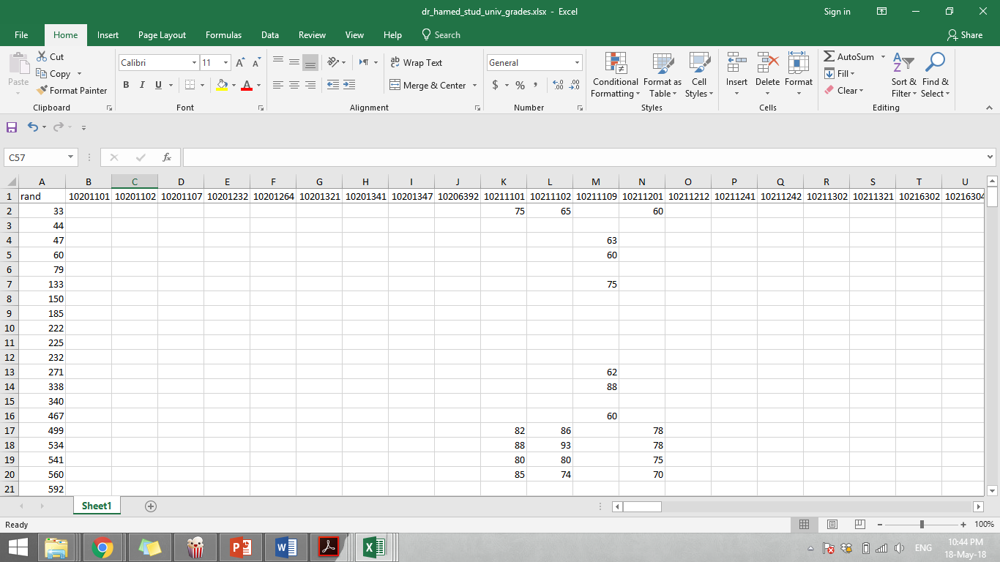 dr_hamed_stud_univ_grades.xlsx - Excel
Sign in
File Home Insert Page Layout Formulas Data Review View Help Search Share
Paste
Cut
Copy
Format Painter
Clipboard
Calibri 11
B I U
Font
Wrap Text
Merge & Center
Alignment
General
$ % ,
Number
Conditional Formatting
Format as Table
Cell Styles
Styles
Insert Delete Format
Cells
AutoSum
Fill
Clear
Sort & Filter
Find & Select
Editing
C57 fx
A B C D E F G H I J K L M N O P Q R S T U
1 rand 10201101 10201102 10201107 10201232 10201264 10201321 10201341 10201347 10206392 10211101 10211102 10211109 10211201 10211212 10211241 10211242 10211302 10211321 10216302 10216304
2 33 75 65 60
3 44
4 47 63
5 60 60
6 79
7 133 75
8 150
9 185
10 222
11 225
12 232
13 271 62
14 338 88
15 340
16 467 60
17 499 82 86 78
18 534 88 93 78
19 541 80 80 75
20 560 85 74 70
21 592
Sheet1
Ready
100%
ENG
10:44 PM
18-May-18